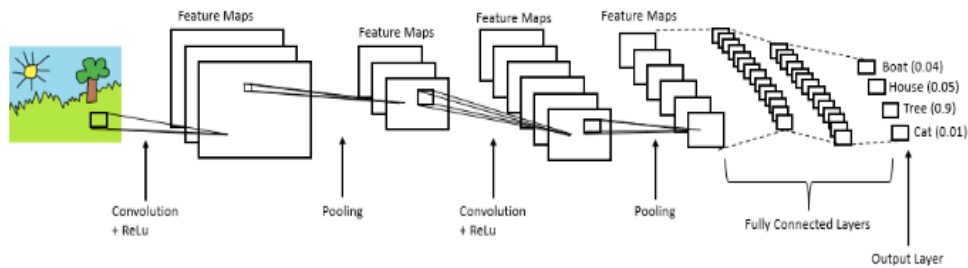 Feature Maps
Feature Maps
Feature Maps
Feature Maps
Boat (0.04)
House (0.05)
Tree (0.9)
Cat (0.01)
Convolution
+ ReLu
Pooling
Convolution
+ ReLu
Pooling
Fully Connected Layers
Output Layer